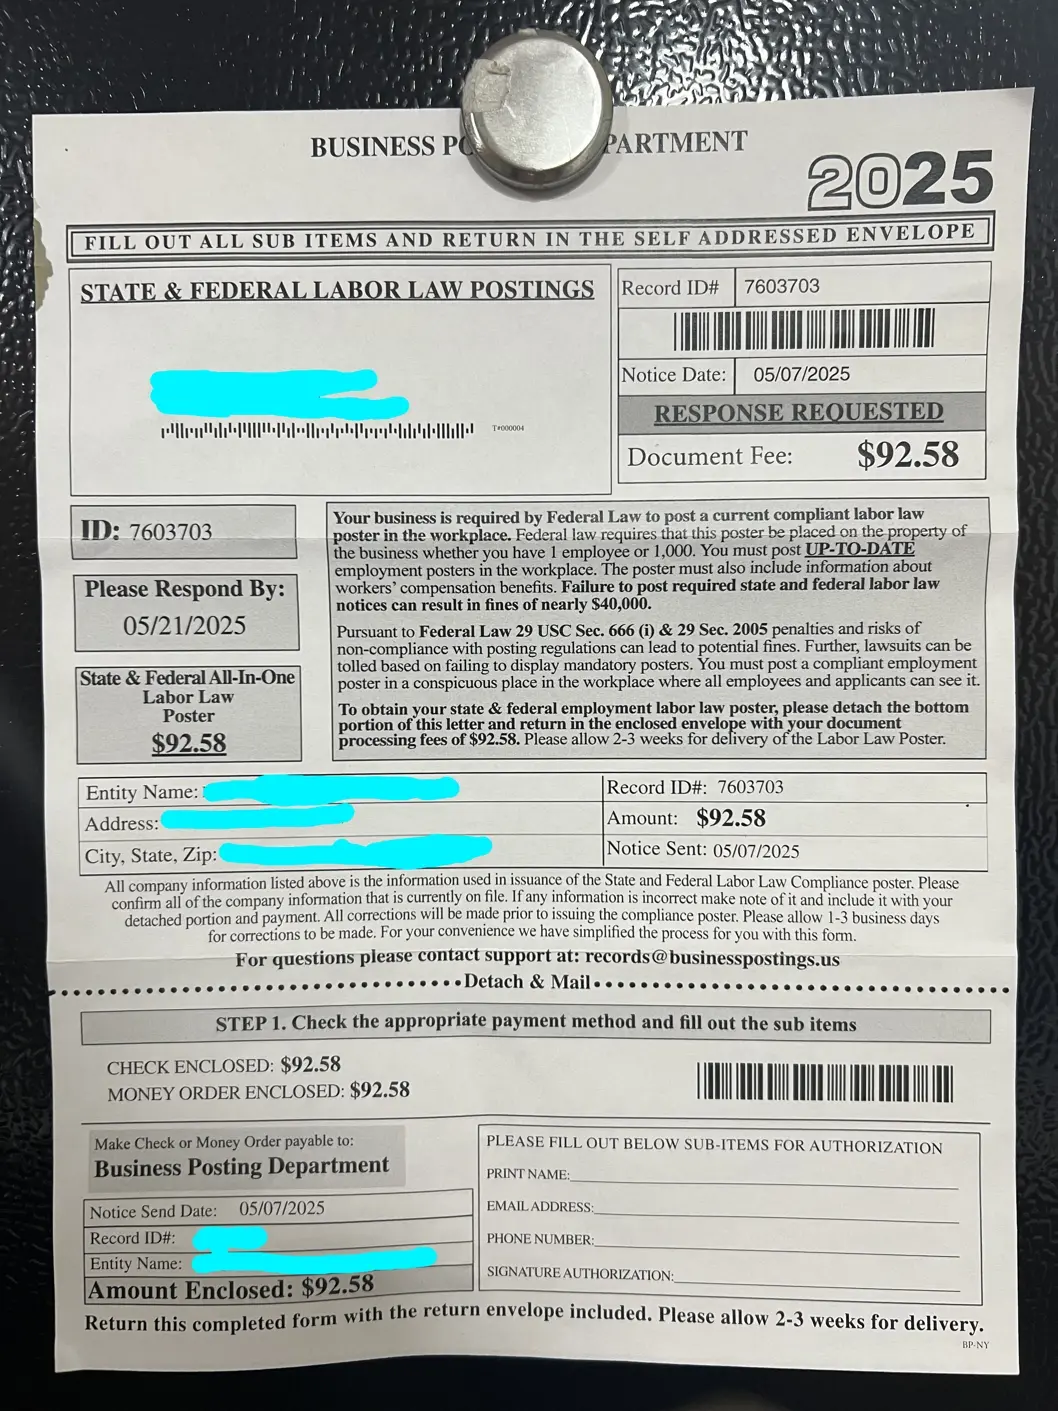 BUSINESS PARTMENT
2025
FILL OUT ALL SUB ITEMS AND RETURN IN THE SELF ADDRESSED ENVELOPE
STATE & FEDERAL LABOR LAW POSTINGS
T#000004
Record ID# 7603703
Notice Date: 05/07/2025
RESPONSE REQUESTED
Document Fee: $92.58
ID: 7603703
Please Respond By:
05/21/2025
State & Federal All-In-One
Labor Law
Poster
$92.58
Your business is required by Federal Law to post a current compliant labor law
poster in the workplace. Federal law requires that this poster be placed on the property of
the business whether you have 1 employee or 1,000. You must post UP-TO-DATE
employment posters in the workplace. The poster must also include information about
workers' compensation benefits. Failure to post required state and federal labor law
notices can result in fines of nearly $40,000.
Pursuant to Federal Law 29 USC Sec. 666 (i) & 29 Sec. 2005 penalties and risks of
non-compliance with posting regulations can lead to potential fines. Further, lawsuits can be
tolled based on failing to display mandatory posters. You must post a compliant employment
poster in a conspicuous place in the workplace where all employees and applicants can see it.
To obtain your state & federal employment labor law poster, please detach the bottom
portion of this letter and return in the enclosed envelope with your document
processing fees of $92.58. Please allow 2-3 weeks for delivery of the Labor Law Poster.
Entity Name:
Address:
City, State, Zip:
Record ID#: 7603703
Amount: $92.58
Notice Sent: 05/07/2025
All company information listed above is the information used in issuance of the State and Federal Labor Law Compliance poster. Please
confirm all of the company information that is currently on file. If any information is incorrect make note of it and include it with your
detached portion and payment. All corrections will be made prior to issuing the compliance poster. Please allow 1-3 business days
for corrections to be made. For your convenience we have simplified the process for you with this form.
For questions please contact support at: records@businesspostings.us
Detach & Mail
STEP 1. Check the appropriate payment method and fill out the sub items
CHECK ENCLOSED: $92.58
MONEY ORDER ENCLOSED: $92.58
Make Check or Money Order payable to:
Business Posting Department
Notice Send Date: 05/07/2025
Record ID#:
Entity Name:
Amount Enclosed: $92.58
PLEASE FILL OUT BELOW SUB-ITEMS FOR AUTHORIZATION
PRINT NAME:
EMAIL ADDRESS:
PHONE NUMBER:
SIGNATURE AUTHORIZATION:
Return this completed form with the return envelope included. Please allow 2-3 weeks for delivery.
BP-NY